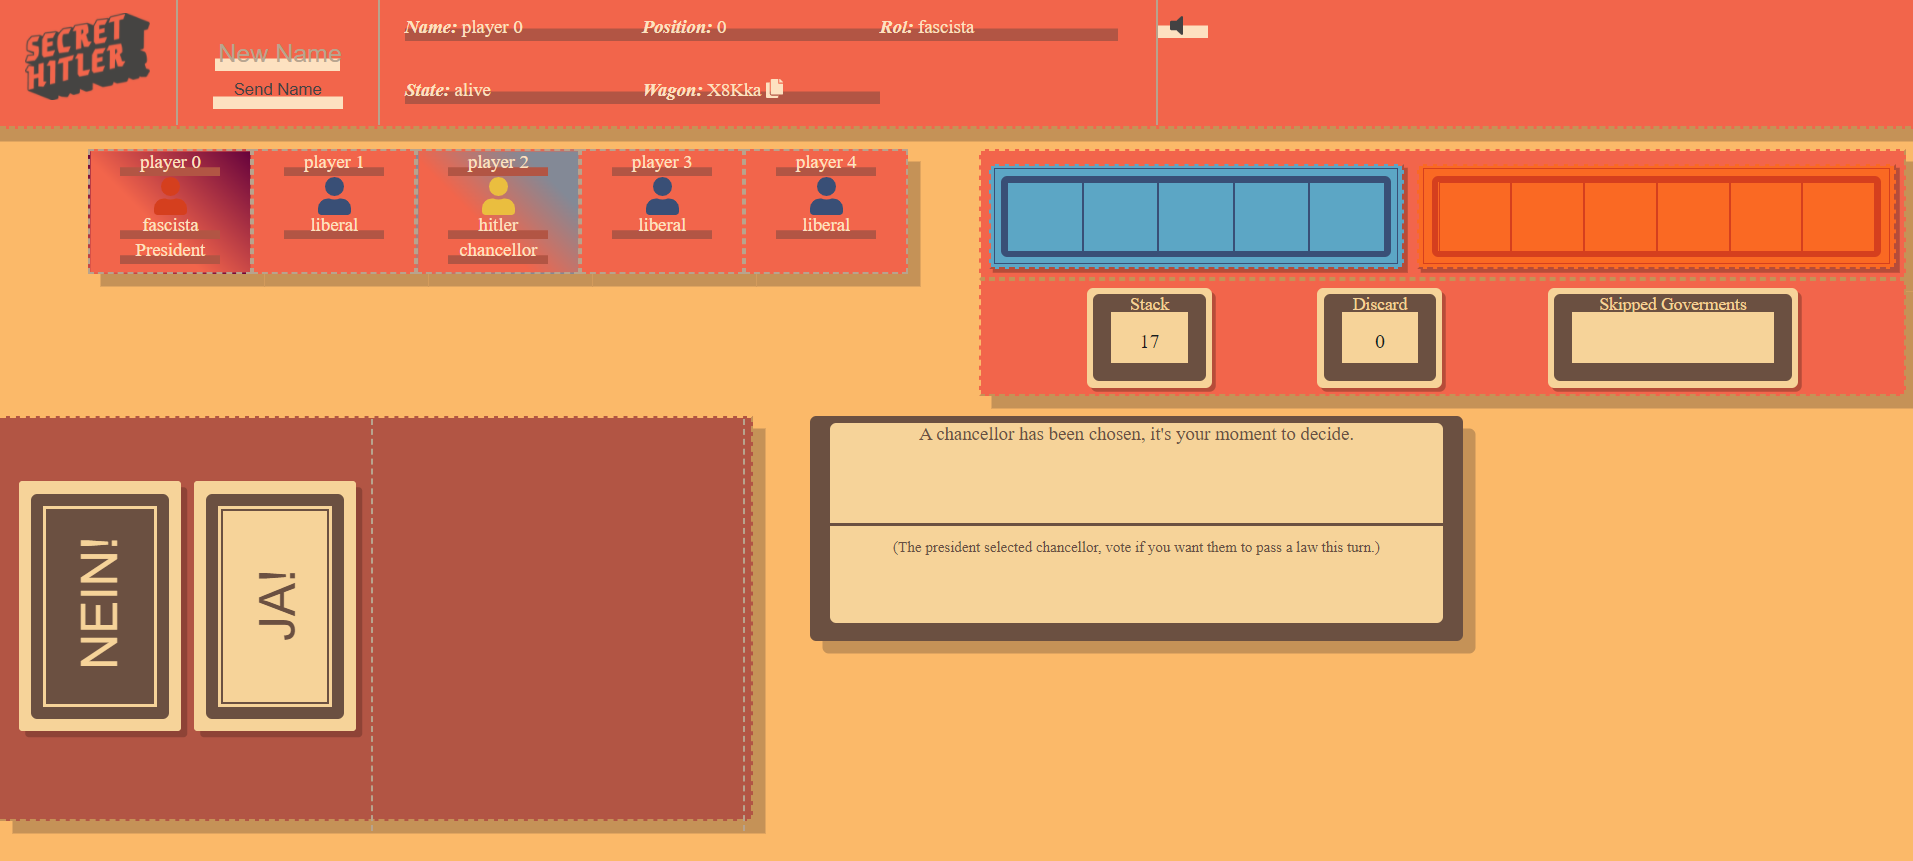 SECRET
HITLER
New Name
Send Name
Name: player 0
Position: 0
Rol: fascista
State: alive
Wagon: X8Kka
player 0
fascista
President
player 1
liberal
player 2
hitler
chancellor
player 3
liberal
player 4
liberal
Stack
17
Discard
0
Skipped Goverments
NEIN!
JA!
A chancellor has been chosen, it's your moment to decide.
(The president selected chancellor, vote if you want them to pass a law this turn.)